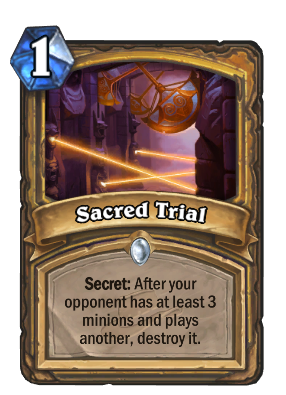 1
Sacred Trial
Secret: After your
opponent has at least 3
minions and plays
another, destroy it.